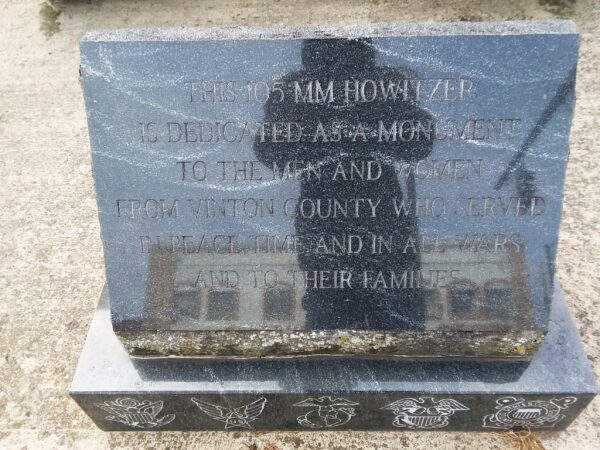 THIS 105 MM HOWITZER
IS DEDICATED AS A MONUMENT
TO THE MEN AND WOMEN
FROM VINTON COUNTY WHO SERVED
IN PEACE TIME AND IN ALL WARS
AND TO THEIR FAMILIES